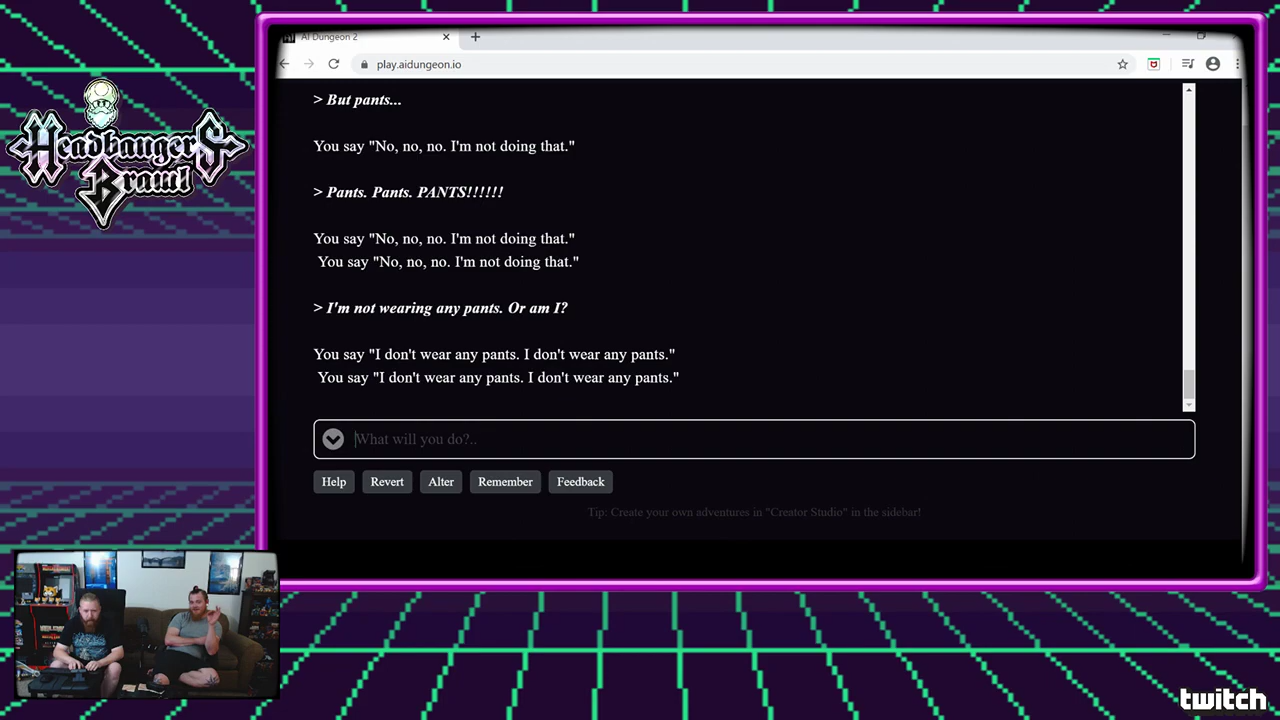 HeadbangerS
Brawl
AI Dungeon 2
play.aidungeon.io
> But pants...
You say "No, no, no. I'm not doing that."
> Pants. Pants. PANTS!!!!!!
You say "No, no, no. I'm not doing that."
You say "No, no, no. I'm not doing that."
> I'm not wearing any pants. Or am I?
You say "I don't wear any pants. I don't wear any pants."
You say "I don't wear any pants. I don't wear any pants."
What will you do?..
Help Revert Alter Remember Feedback
Tip: Create your own adventures in "Creator Studio" in the sidebar!
twitch